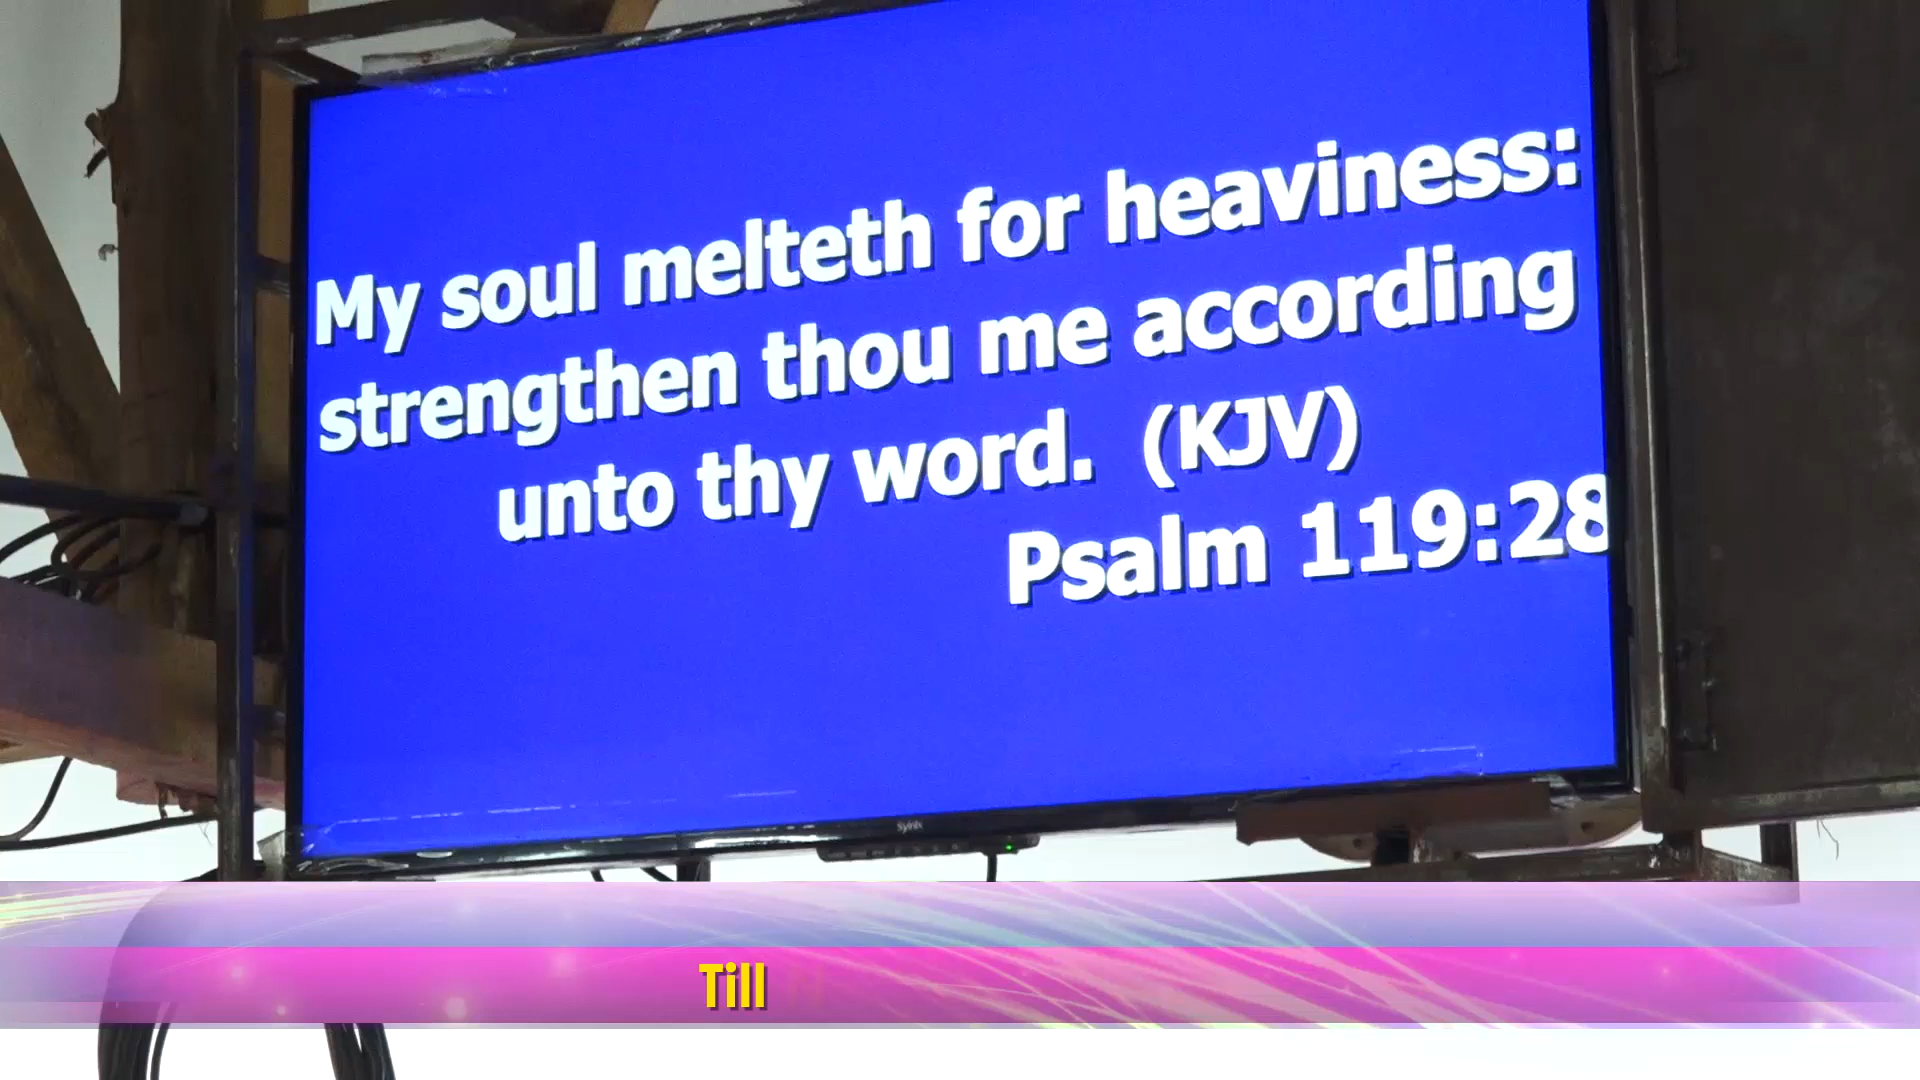 My soul melteth for heaviness:
strengthen thou me according
unto thy word. (KJV)
Psalm 119:28
Till